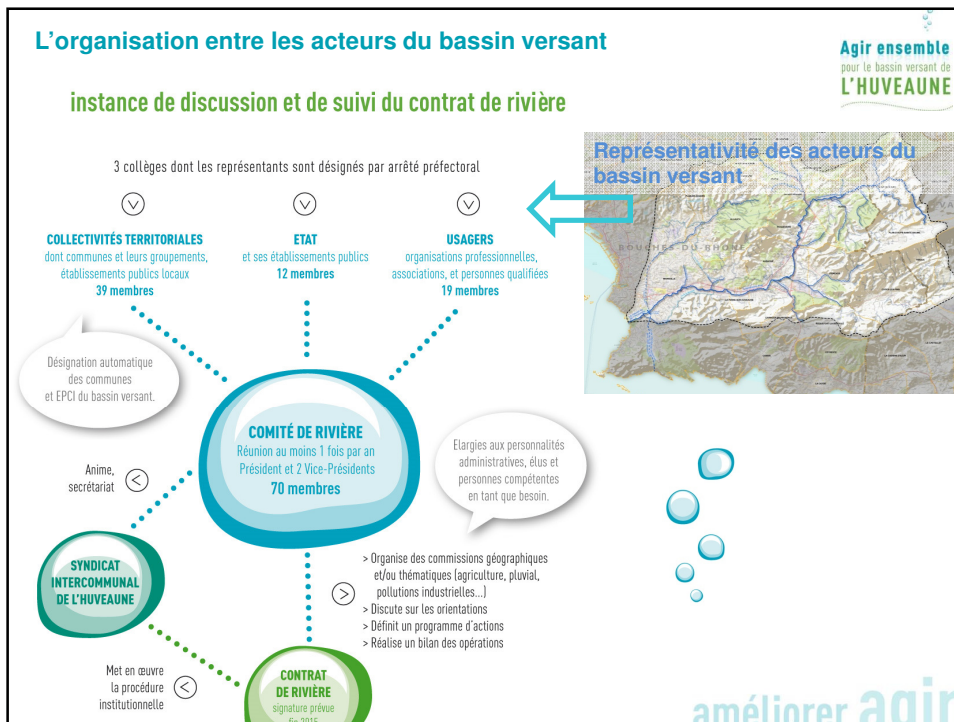 L'organisation entre les acteurs du bassin versant
Agir ensemble
pour le bassin versant de
L'HUVEAUNE
instance de discussion et de suivi du contrat de rivière
3 collèges dont les représentants sont désignés par arrêté préfectoral
Représentativité des acteurs du
bassin versant
COLLECTIVITÉS TERRITORIALES
dont communes et leurs groupements,
établissements publics locaux
39 membres
ETAT
et ses établissements publics
12 membres
USAGERS
organisations professionnelles,
associations, et personnes qualifiées
19 membres
BOUCHES-DU-RHÔNE
Désignation automatique
des communes
et EPCI du bassin versant.
COMITÉ DE RIVIÈRE
Réunion au moins 1 fois par an
Président et 2 Vice-Présidents
70 membres
Elargies aux personnalités
administratives, élus et
personnes compétentes
en tant que besoin.
Anime,
secrétariat
SYNDICAT
INTERCOMMUNAL
DE L'HUVEAUNE
> Organise des commissions géographiques
et/ou thématiques (agriculture, pluvial,
pollutions industrielles...)
> Discute sur les orientations
> Définit un programme d'actions
> Réalise un bilan des opérations
Met en œuvre
la procédure
institutionnelle
CONTRAT
DE RIVIÈRE
signature prévue
fin 2015
améliorer agir